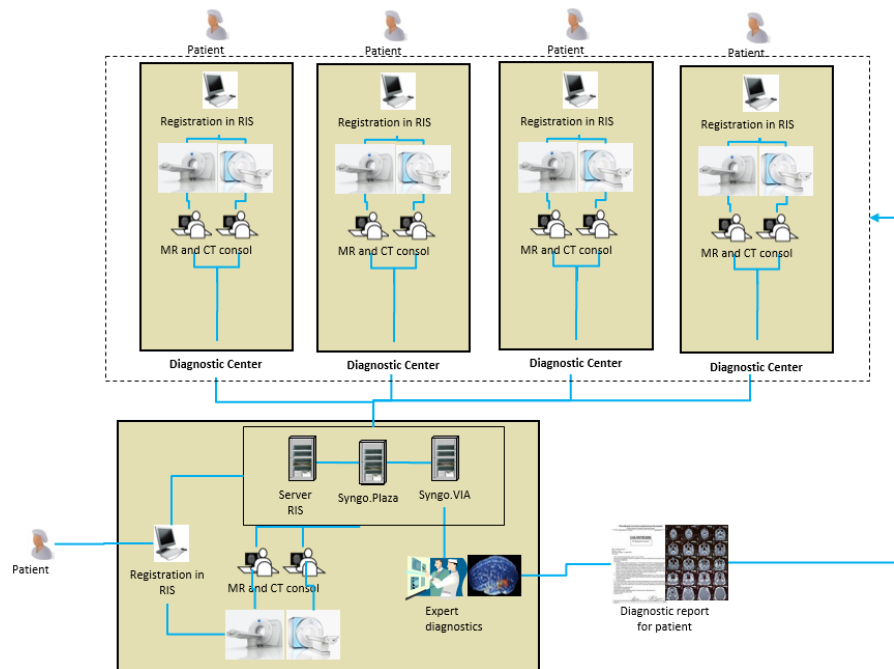 Patient
Patient
Patient
Patient
Registration in RIS
Registration in RIS
Registration in RIS
Registration in RIS
MR and CT consol
MR and CT consol
MR and CT consol
MR and CT consol
Diagnostic Center
Diagnostic Center
Diagnostic Center
Diagnostic Center
Server
RIS
Syngo.Plaza
Syngo.VIA
Patient
Registration in
RIS
MR and CT consol
Expert
diagnostics
Diagnostic report
for patient